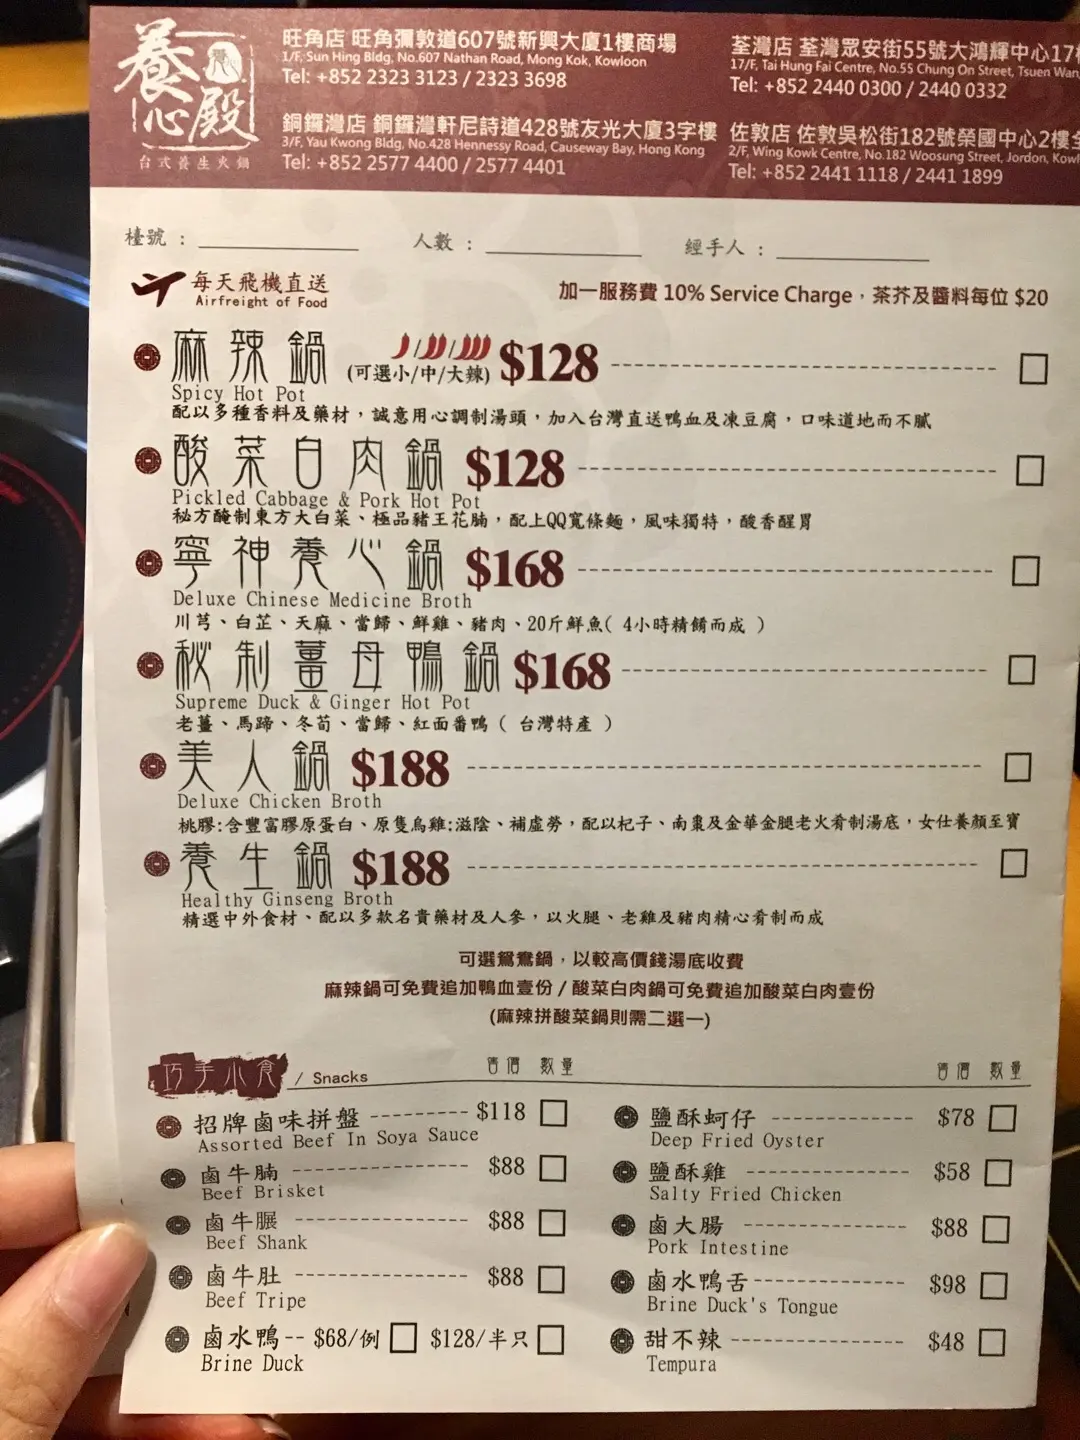 養心殿
養心
台式養生火鍋
旺角店 旺角彌敦道607號新興大廈1樓商場
1/F, Sun Hing Bldg, No.607 Nathan Road, Mong Kok, Kowloon
Tel: +852 2323 3123 / 2323 3698
荃灣店 荃灣眾安街55號大鴻輝中心17
17/F, Tai Hung Fai Centre, No.55 Chung On Street, Tsuen Wan,
Tel: +852 2440 0300 / 2440 0332
銅鑼灣店 銅鑼灣軒尼詩道428號友光大廈3字樓
3/F, Yau Kwong Bldg, No.428 Hennessy Road, Causeway Bay, Hong Kong
Tel: +852 2577 4400 / 2577 4401
佐敦店 佐敦吳松街182號榮國中心2樓全
2/F, Wing Kowk Centre, No.182 Woosung Street, Jordon, Kowl
Tel: +852 2441 1118 / 2441 1899
檯號：
人數：
經手人：
每天飛機直送
Airfreight of Food
加一服務費 10% Service Charge，茶芥及醬料每位 $20
麻辣鍋 (可選小/中/大辣) $128
Spicy Hot Pot
配以多種香料及藥材，誠意用心調制湯頭，加入台灣直送鴨血及凍豆腐，口味道地而不膩
酸菜白肉鍋 $128
Pickled Cabbage & Pork Hot Pot
秘方醃制東方大白菜、極品豬王花腩，配上QQ寬條麵，風味獨特，酸香醒胃
寧神養心鍋 $168
Deluxe Chinese Medicine Broth
川芎、白芷、天麻、當歸、鮮雞、豬肉、20斤鮮魚( 4小時精餚而成 )
秘制薑母鴨鍋 $168
Supreme Duck & Ginger Hot Pot
老薑、馬蹄、冬荀、當歸、紅面番鴨 ( 台灣特產 )
美人鍋 $188
Deluxe Chicken Broth
桃膠:含豐富膠原蛋白、原隻烏雞:滋陰、補虛勞，配以杞子、南棗及金華金腿老火肴制湯底，女仕養顏至寶
養生鍋 $188
Healthy Ginseng Broth
精選中外食材、配以多款名貴藥材及人參，以火腿、老雞及豬肉精心肴制而成
可選鴛鴦鍋，以較高價錢湯底收費
麻辣鍋可免費追加鴨血壹份 / 酸菜白肉鍋可免費追加酸菜白肉壹份
(麻辣拼酸菜鍋則需二選一)
巧手小食 / Snacks
售價 數量
售價 數量
招牌鹵味拼盤 $118
Assorted Beef In Soya Sauce
鹵牛腩 $88
Beef Brisket
鹵牛𦟌 $88
Beef Shank
鹵牛肚 $88
Beef Tripe
鹵水鴨-- $68/例 $128/半只
Brine Duck
鹽酥蚵仔 $78
Deep Fried Oyster
鹽酥雞 $58
Salty Fried Chicken
鹵大腸 $88
Pork Intestine
鹵水鴨舌 $98
Brine Duck's Tongue
甜不辣 $48
Tempura